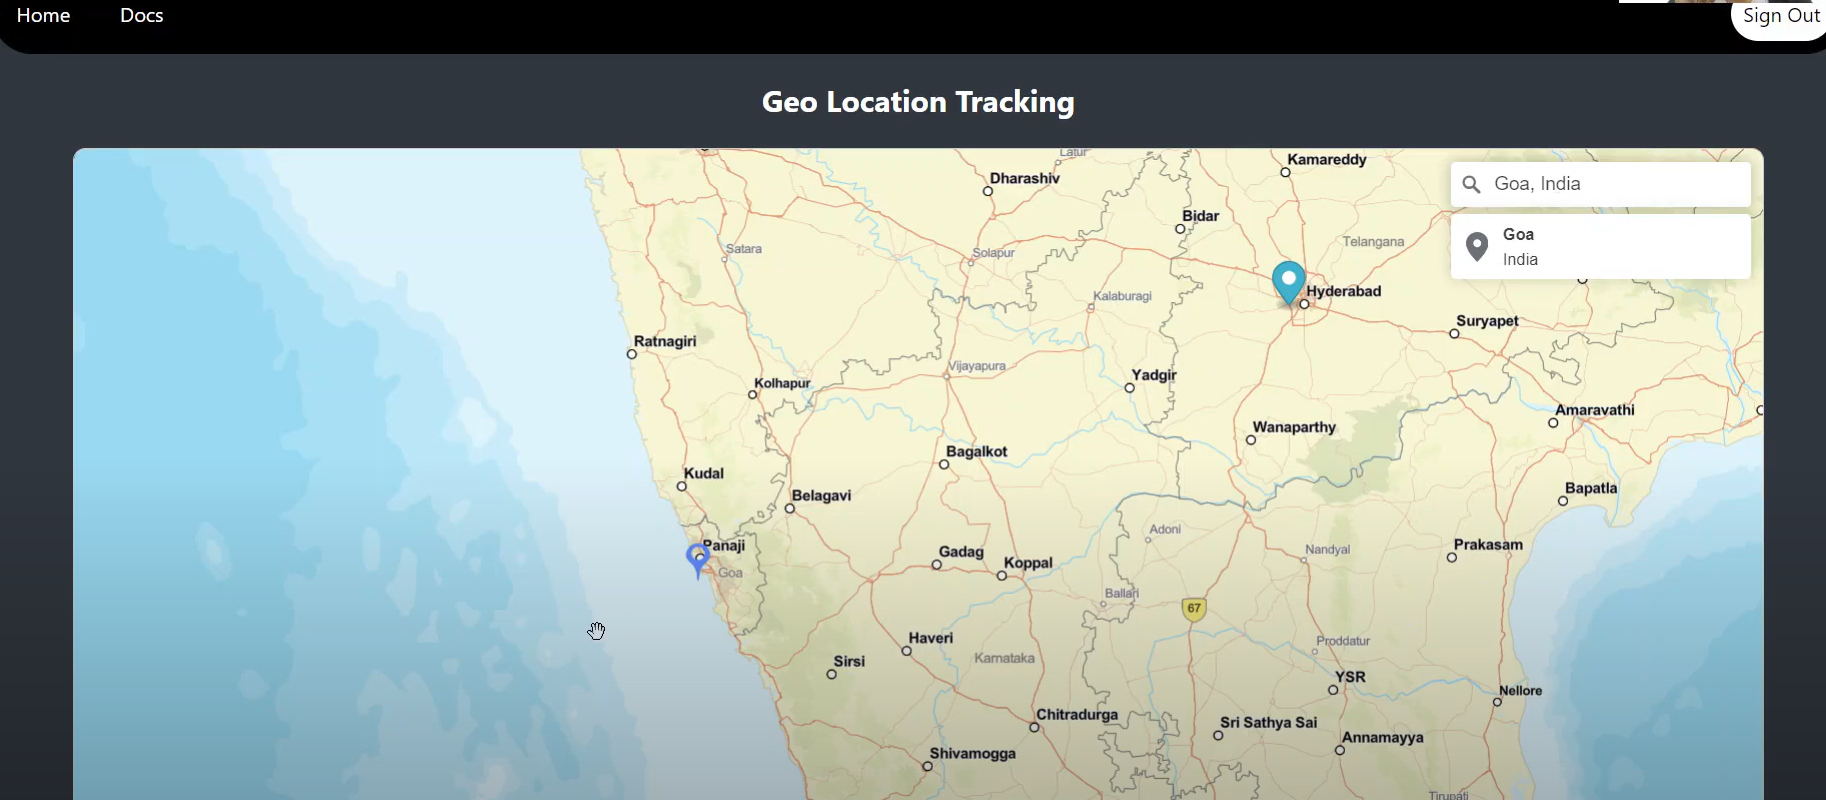 Home
Docs
Sign Out
Geo Location Tracking
Latur
Kamareddy
Dharashiv
Goa, India
Bidar
Goa
India
Telangana
Satara
Solapur
Hyderabad
Kalaburagi
Suryapet
Ratnagiri
Vijayapura
Yadgir
Kolhapur
Amaravathi
Wanaparthy
Bagalkot
Kudal
Belagavi
Bapatla
Adoni
Panaji
Prakasam
Nandyal
Gadag
Koppal
Goa
Ballari
67
Haveri
Proddatur
Karnataka
Sirsi
YSR
Nellore
Chitradurga
Sri Sathya Sai
Annamayya
Shivamogga
Tirupati